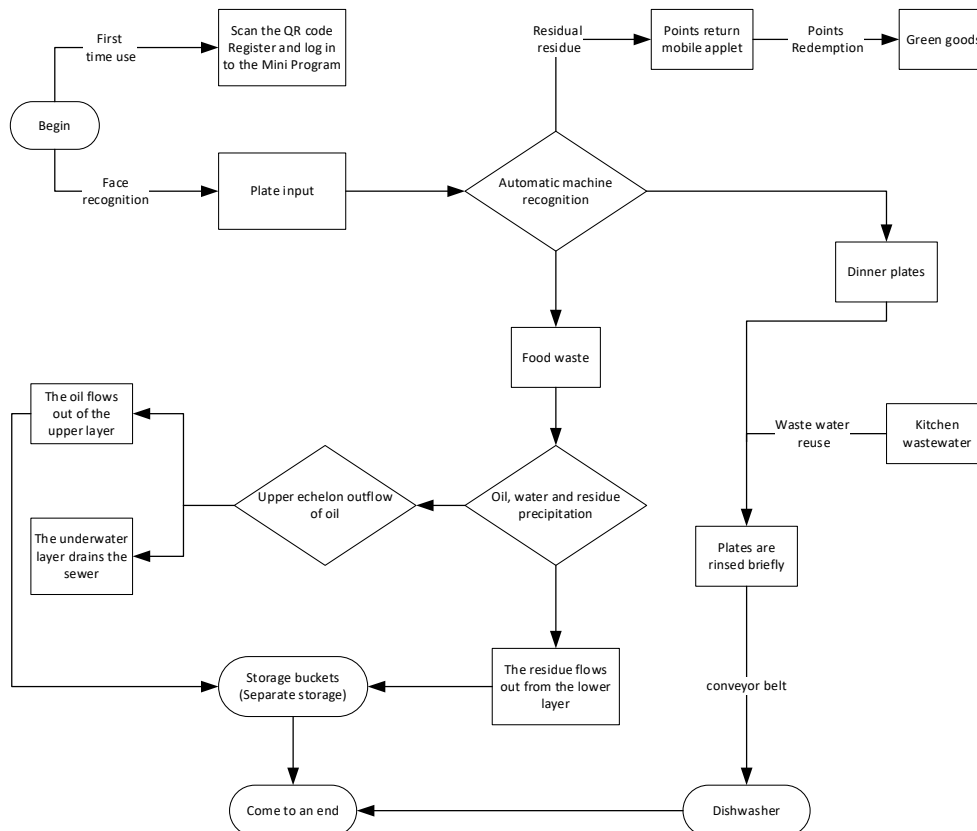 First
time use
Scan the QR code
Register and log in
to the Mini Program
Residual
residue
Points return
mobile applet
Points
Redemption
Green goods
Begin
Face
recognition
Plate input
Automatic machine
recognition
Dinner plates
Food waste
The oil flows
out of the
upper layer
Waste water
reuse
Kitchen
wastewater
Upper echelon outflow
of oil
Oil, water and residue
precipitation
The underwater
layer drains the
sewer
Plates are
rinsed briefly
Storage buckets
(Separate storage)
The residue flows
out from the lower
layer
conveyor belt
Come to an end
Dishwasher